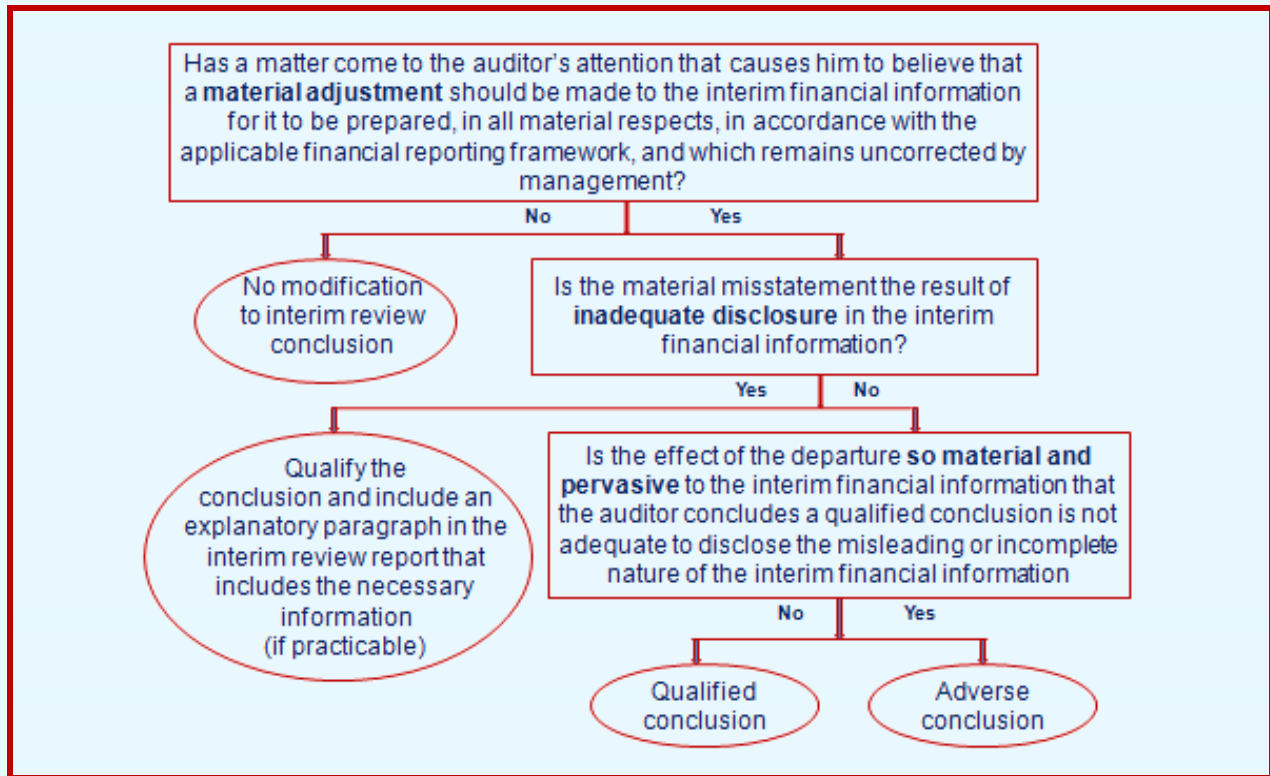 Has a matter come to the auditor's attention that causes him to believe that
a material adjustment should be made to the interim financial information
for it to be prepared, in all material respects, in accordance with the
applicable financial reporting framework, and which remains uncorrected by
management?
No
Yes
No modification
to interim review
conclusion
Is the material misstatement the result of
inadequate disclosure in the interim
financial information?
Yes
No
Qualify the
conclusion and include an
explanatory paragraph in the
interim review report that
includes the necessary
information
(if practicable)
Is the effect of the departure so material and
pervasive to the interim financial information that
the auditor concludes a qualified conclusion is not
adequate to disclose the misleading or incomplete
nature of the interim financial information
No
Yes
Qualified
conclusion
Adverse
conclusion